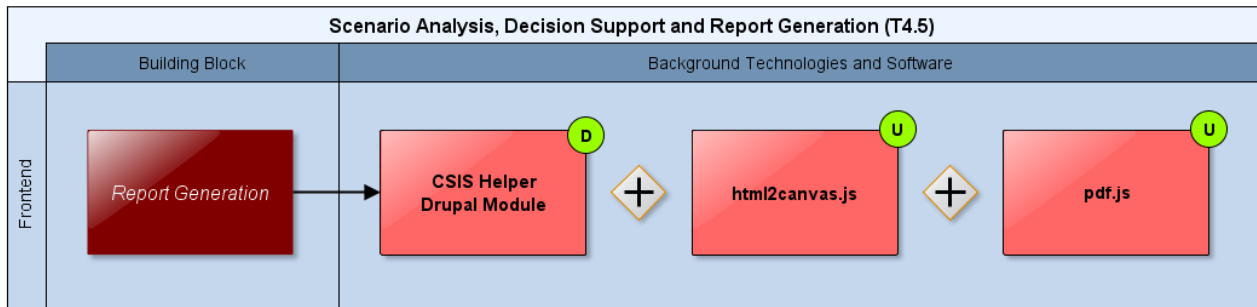 Scenario Analysis, Decision Support and Report Generation (T4.5)
Building Block
Background Technologies and Software
Frontend
Report Generation
D
CSIS Helper
Drupal Module
U
html2canvas.js
U
pdf.js